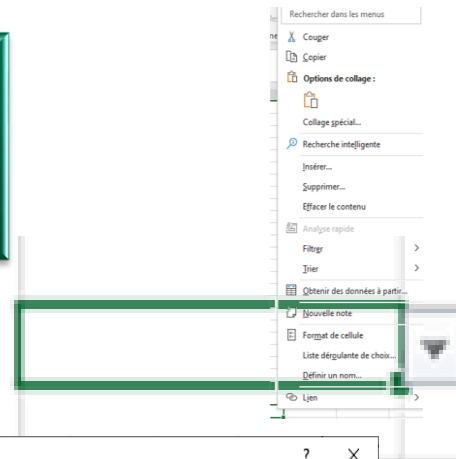 Rechercher dans les menus
Couper
Copier
Options de collage :
Collage spécial...
Recherche intelligente
Insérer...
Supprimer...
Effacer le contenu
Analyse rapide
Filtrer
Trier
Obtenir des données à partir...
Nouvelle note
Format de cellule
Liste déroulante de choix...
Définir un nom...
Lien
?